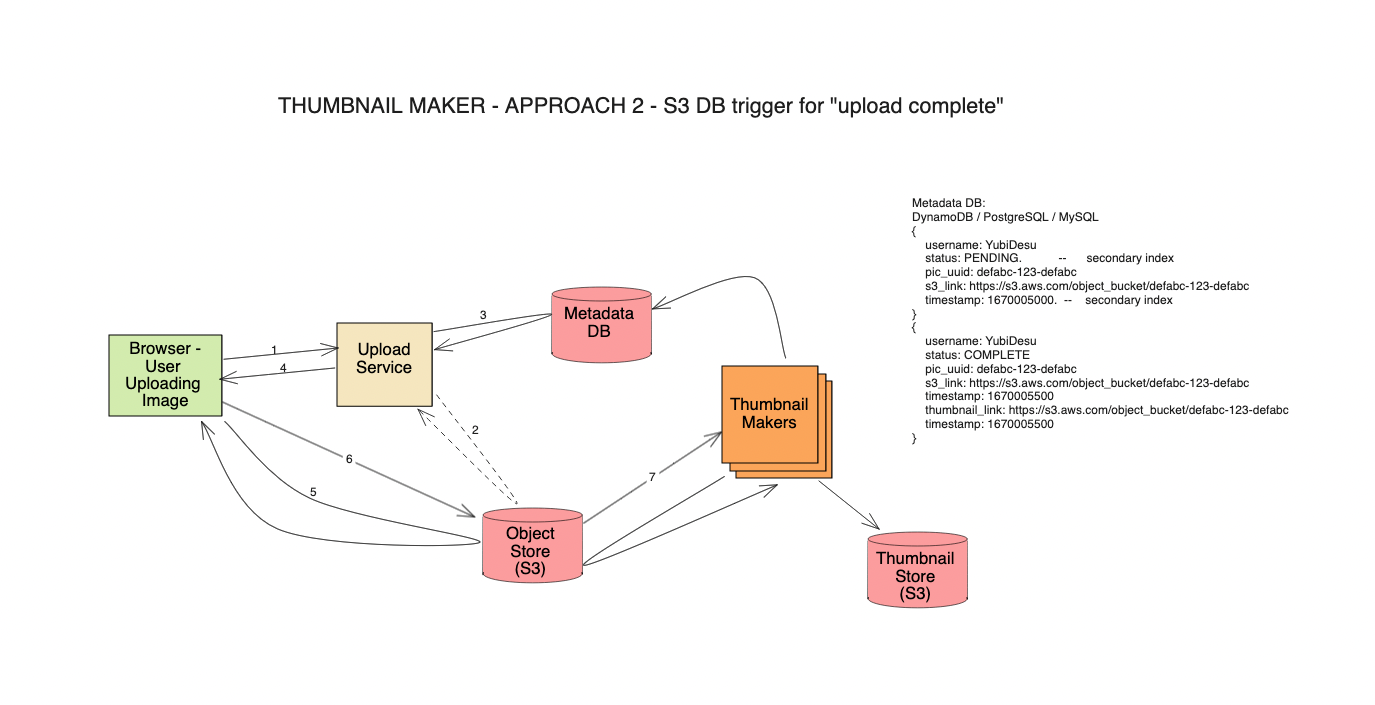 THUMBNAIL MAKER - APPROACH 2 - S3 DB trigger for "upload complete"
Metadata DB:
DynamoDB / PostgreSQL / MySQL
{
username: YubiDesu
status: PENDING. -- secondary index
pic_uuid: defabc-123-defabc
s3_link: https://s3.aws.com/object_bucket/defabc-123-defabc
timestamp: 1670005000. -- secondary index
}
{
username: YubiDesu
status: COMPLETE
pic_uuid: defabc-123-defabc
s3_link: https://s3.aws.com/object_bucket/defabc-123-defabc
timestamp: 1670005500
thumbnail_link: https://s3.aws.com/object_bucket/defabc-123-defabc
timestamp: 1670005500
}
Browser -
User
Uploading
Image
1
4
Upload
Service
3
Metadata
DB
2
6
5
Object
Store
(S3)
7
Thumbnail
Makers
Thumbnail
Store
(S3)